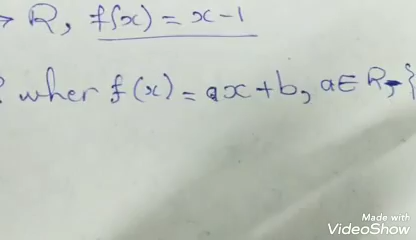 → R, f(x) = x-1
? wher f(x) = ax+b, a∈R,-{
Made with
VideoShow